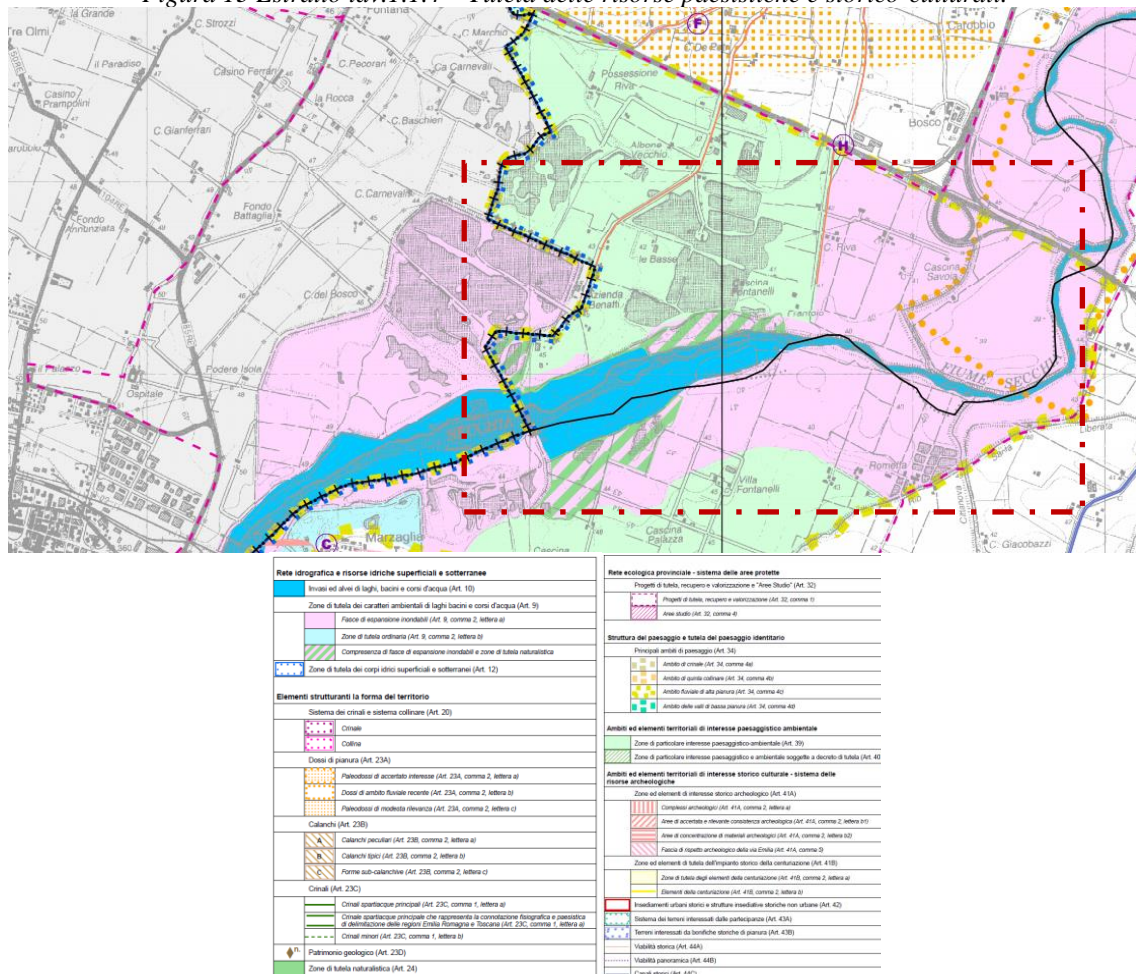 C. Strozzi
Fontana
C. Marchio
F
Catobbio
Tre Olmi
il Paradiso
Casino Ferrari
C. Pecorari
Ca Carnevali
Possessione
Riva
Casino
Prampolini
la Rocca
C. Baschieri
C. Gianferrari
Albone
Vecchio
H
Bosco
C. Carnevali
Fondo
Battaglia
Fondo
Annunziata
le Basse
C. Riva
Cascina
Savoia
C. del Bosco
Azienda
Benatti
Cascina
Fontanelli
il Palazzo
Podere Isola
FIUME SECCHIA
Ospitale
Liberata
Santa
Rometta
Villa
C. Fontanelli
C
Marzaglia
Cascina
Cascina
Palazza
C. Giacobazzi
Rete idrografica e risorse idriche superficiali e sotterranee
Invasi ed alvei di laghi, bacini e corsi d'acqua (Art. 10)
Zone di tutela dei caratteri ambientali di laghi bacini e corsi d'acqua (Art. 9)
Fasce di espansione inondabili (Art. 9, comma 2, lettera a)
Zone di tutela ordinaria (Art. 9, comma 2, lettera b)
Compresenza di fasce di espansione inondabili e zone di tutela naturalistica
Zone di tutela dei corpi idrici superficiali e sotterranei (Art. 12)
Elementi strutturanti la forma del territorio
Sistema dei crinali e sistema collinare (Art. 20)
Crinale
Collina
Dossi di pianura (Art. 23A)
Paleodossi di accertato interesse (Art. 23A, comma 2, lettera a)
Dossi di ambito fluviale recente (Art. 23A, comma 2, lettera b)
Paleodossi di modesta rilevanza (Art. 23A, comma 2, lettera c)
Calanchi (Art. 23B)
A Calanchi peculiari (Art. 23B, comma 2, lettera a)
B Calanchi tipici (Art. 23B, comma 2, lettera b)
C Forme sub-calanchive (Art. 23B, comma 2, lettera c)
Crinali (Art. 23C)
Crinali spartiacque principali (Art. 23C, comma 1, lettera a)
Crinale spartiacque principale che rappresenta la connotazione fisiografica e paesistica
di delimitazione delle regioni Emilia Romagna e Toscana (Art. 23C, comma 1, lettera a)
Crinali minori (Art. 23C, comma 1, lettera b)
n. Patrimonio geologico (Art. 23D)
Zone di tutela naturalistica (Art. 24)
Rete ecologica provinciale - sistema delle aree protette
Progetti di tutela, recupero e valorizzazione e "Aree Studio" (Art. 32)
Progetti di tutela, recupero e valorizzazione (Art. 32, comma 1)
Aree studio (Art. 32, comma 4)
Struttura del paesaggio e tutela del paesaggio identitario
Principali ambiti di paesaggio (Art. 34)
Ambito di crinale (Art. 34, comma 4a)
Ambito di quinta collinare (Art. 34, comma 4b)
Ambito fluviale di alta pianura (Art. 34, comma 4c)
Ambito delle valli di bassa pianura (Art. 34, comma 4d)
Ambiti ed elementi territoriali di interesse paesaggistico ambientale
Zone di particolare interesse paesaggistico-ambientale (Art. 39)
Zone di particolare interesse paesaggistico e ambientale soggette a decreto di tutela (Art. 40
Ambiti ed elementi territoriali di interesse storico culturale - sistema delle
risorse archeologiche
Zone ed elementi di interesse storico archeologico (Art. 41A)
Complessi archeologici (Art. 41A, comma 2, lettera a)
Aree di accertata e rilevante consistenza archeologica (Art. 41A, comma 2, lettera b1)
Aree di concentrazione di materiali archeologici (Art. 41A, comma 2, lettera b2)
Fascia di rispetto archeologico della via Emilia (Art. 41A, comma 5)
Zone ed elementi di tutela dell'impianto storico della centuriazione (Art. 41B)
Zone di tutela degli elementi della centuriazione (Art. 41B, comma 2, lettera a)
Elementi della centuriazione (Art. 41B, comma 2, lettera b)
Insediamenti urbani storici e strutture insediative storiche non urbane (Art. 42)
Sistema dei terreni interessati dalle partecipanze (Art. 43A)
Terreni interessati da bonifiche storiche di pianura (Art. 43B)
Viabilità storica (Art. 44A)
Viabilità panoramica (Art. 44B)
Canali storici (Art. 44C)